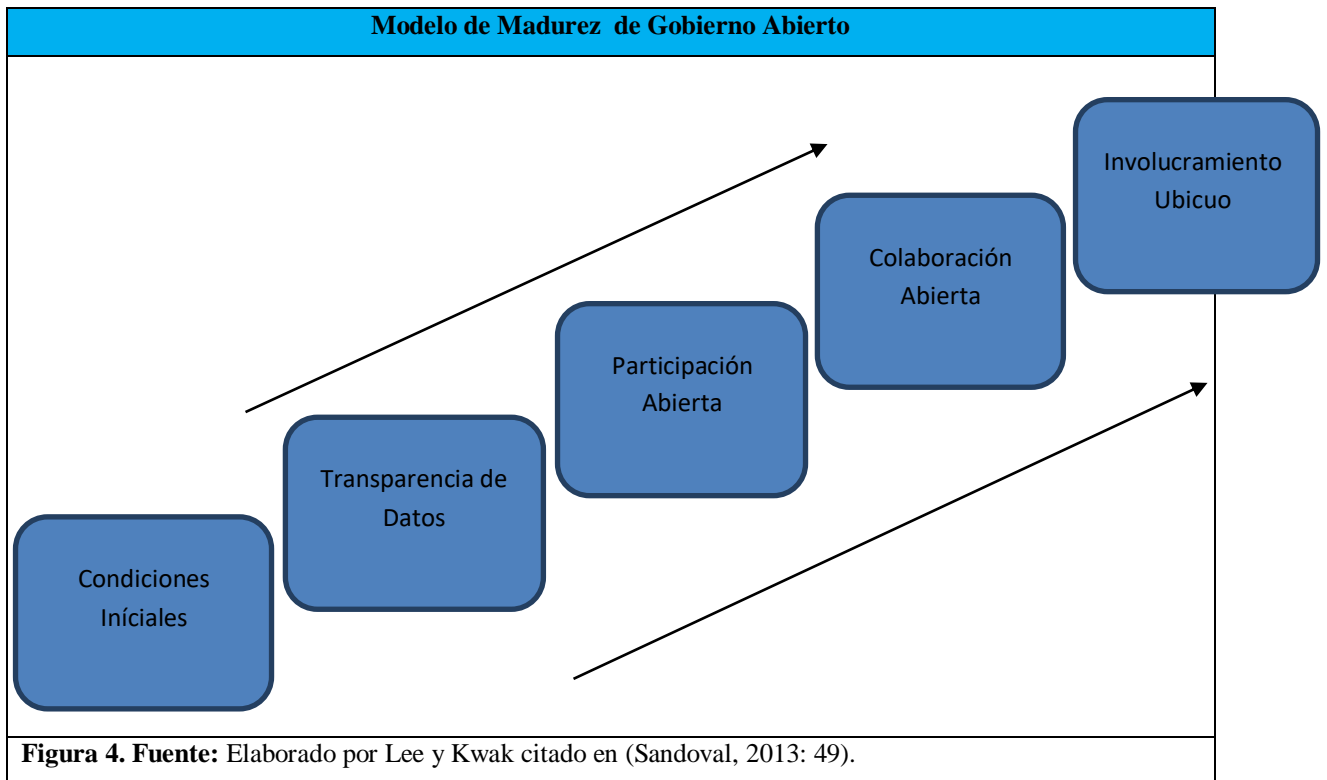 Modelo de Madurez de Gobierno Abierto
Involucramiento
Ubicuo
Colaboración
Abierta
Participación
Abierta
Transparencia de
Datos
Condiciones
Iníciales
Figura 4. Fuente: Elaborado por Lee y Kwak citado en (Sandoval, 2013: 49).